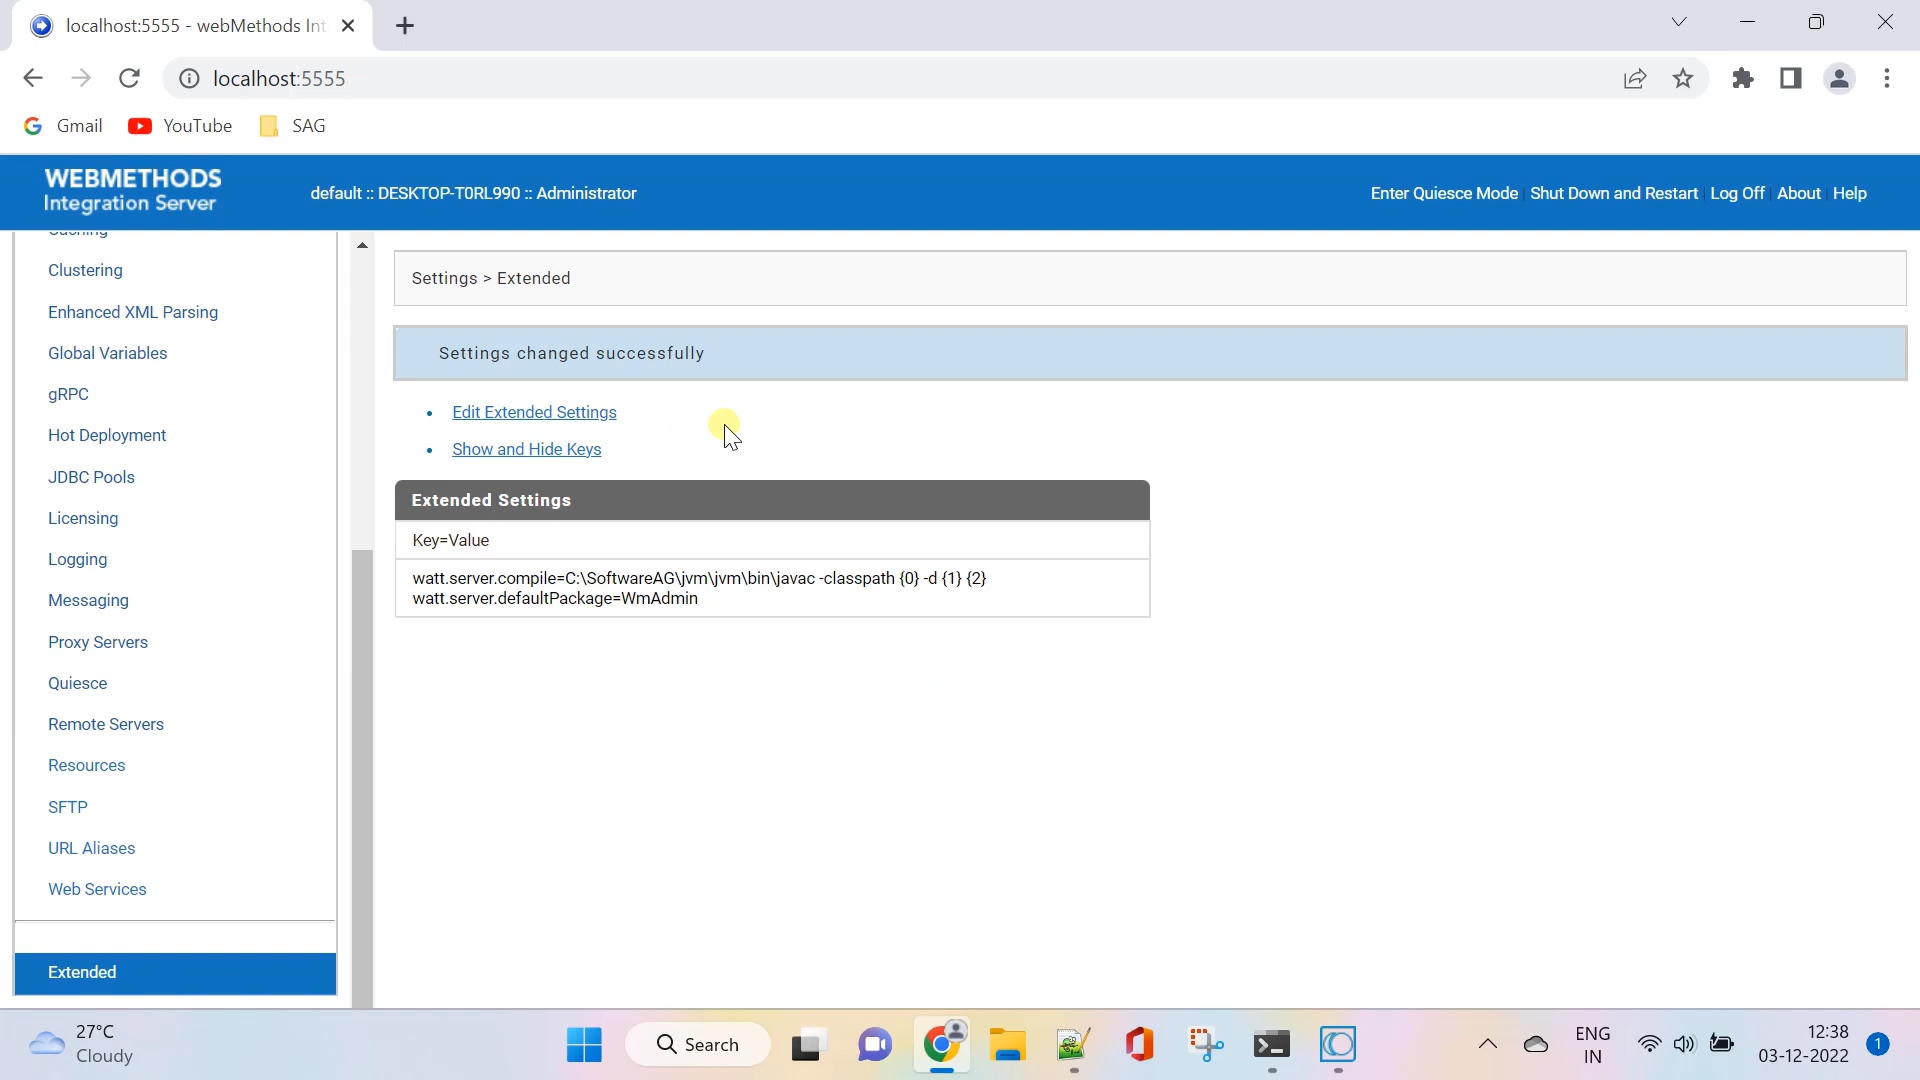 localhost:5555 - webMethods Int
localhost:5555
Gmail
YouTube
SAG
WEBMETHODS
Integration Server
default :: DESKTOP-T0RL990 :: Administrator
Enter Quiesce Mode
Shut Down and Restart
Log Off
About
Help
Caching
Clustering
Enhanced XML Parsing
Global Variables
gRPC
Hot Deployment
JDBC Pools
Licensing
Logging
Messaging
Proxy Servers
Quiesce
Remote Servers
Resources
SFTP
URL Aliases
Web Services
Extended
Settings > Extended
Settings changed successfully
Edit Extended Settings
Show and Hide Keys
Extended Settings
Key=Value
watt.server.compile=C:\SoftwareAG\jvm\jvm\bin\javac -classpath {0} -d {1} {2}
watt.server.defaultPackage=WmAdmin
27°C
Cloudy
Search
ENG
IN
12:38
03-12-2022
1